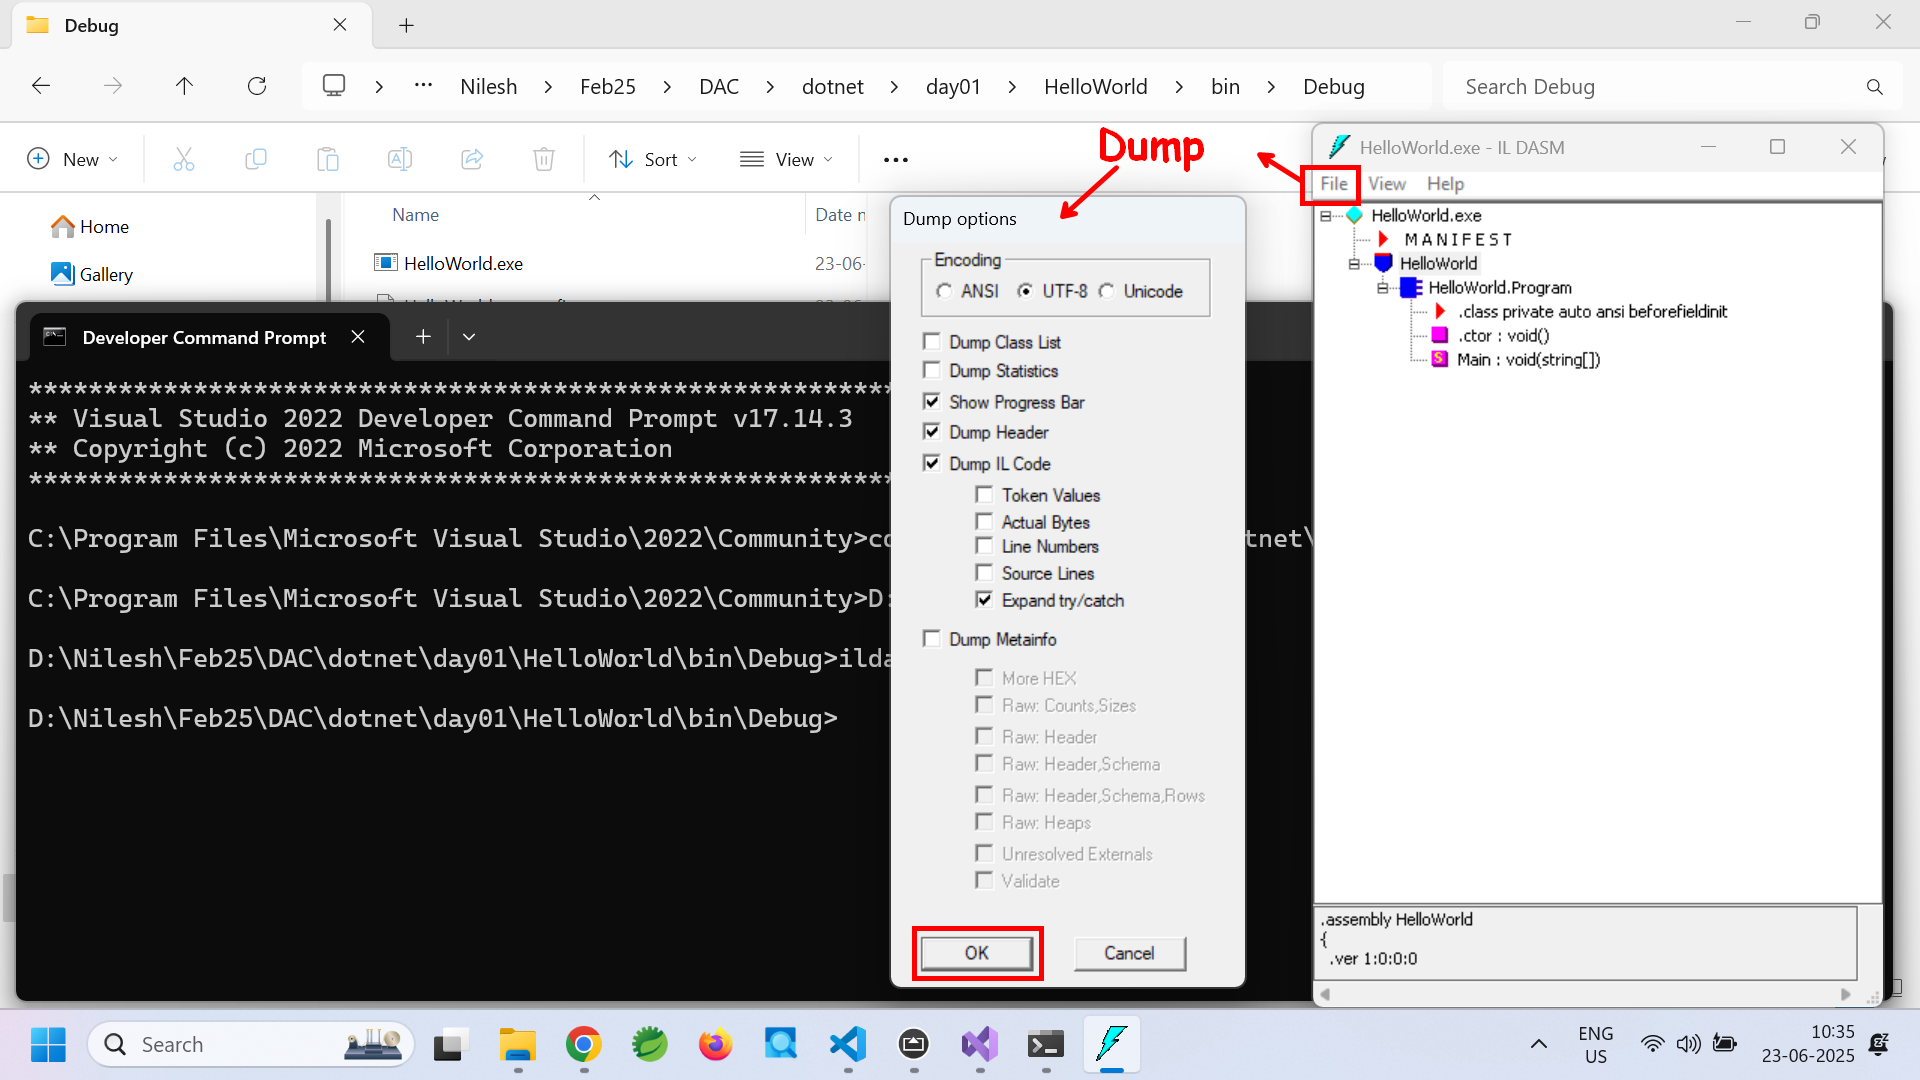 Debug
Nilesh > Feb25 > DAC > dotnet > day01 > HelloWorld > bin > Debug
Search Debug
New
Sort
View
Dump
HelloWorld.exe - IL DASM
File View Help
Home
Gallery
Name
Date
HelloWorld.exe
23-06-
Developer Command Prompt
**********************************************************
** Visual Studio 2022 Developer Command Prompt v17.14.3
** Copyright (c) 2022 Microsoft Corporation
**********************************************************
C:\Program Files\Microsoft Visual Studio\2022\Community>
C:\Program Files\Microsoft Visual Studio\2022\Community>D:
D:\Nilesh\Feb25\DAC\dotnet\day01\HelloWorld\bin\Debug>ilda
D:\Nilesh\Feb25\DAC\dotnet\day01\HelloWorld\bin\Debug>
tnet\
Dump options
Encoding
ANSI UTF-8 Unicode
Dump Class List
Dump Statistics
Show Progress Bar
Dump Header
Dump IL Code
Token Values
Actual Bytes
Line Numbers
Source Lines
Expand try/catch
Dump Metainfo
More HEX
Raw: Counts,Sizes
Raw: Header
Raw: Header,Schema
Raw: Header,Schema,Rows
Raw: Heaps
Unresolved Externals
Validate
OK Cancel
HelloWorld.exe
M A N I F E S T
HelloWorld
HelloWorld.Program
.class private auto ansi beforefieldinit
.ctor : void()
S Main : void(string[])
.assembly HelloWorld
{
.ver 1:0:0:0
Search
ENG
US
10:35
23-06-2025